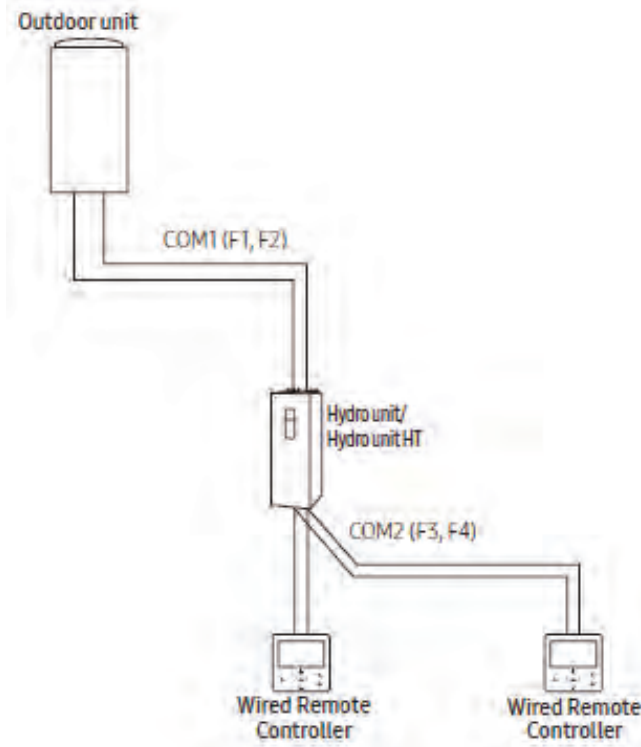 Outdoor unit
COM1 (F1, F2)
Hydro unit/
Hydro unit HT
COM2 (F3, F4)
Wired Remote
Controller
Wired Remote
Controller